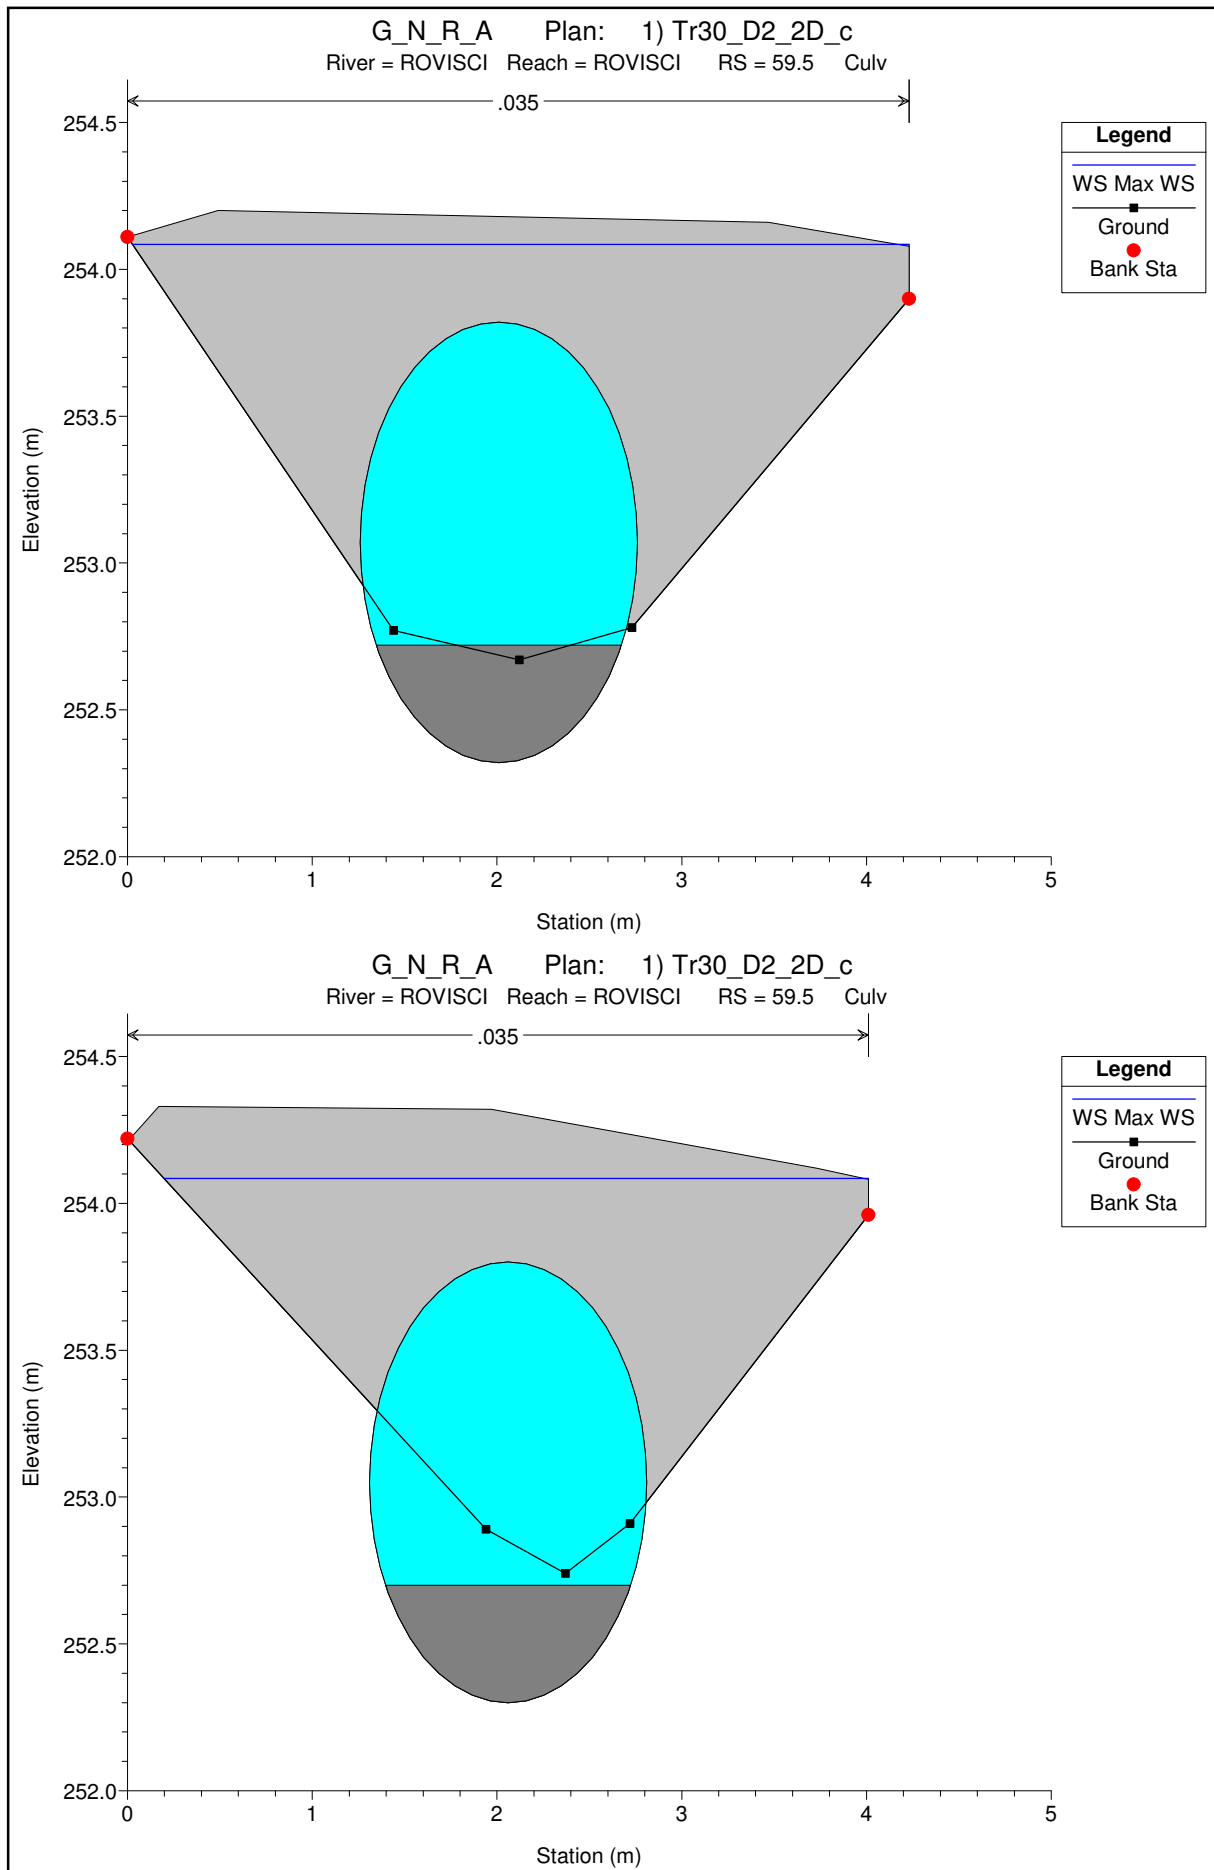 G_N_R_A Plan: 1) Tr30_D2_2D_c
River = ROVISCI Reach = ROVISCI RS = 59.5 Culv
.035
254.5
254.0
253.5
253.0
252.5
252.0
Elevation (m)
0 1 2 3 4 5
Station (m)
Legend
WS Max WS
Ground
Bank Sta
G_N_R_A Plan: 1) Tr30_D2_2D_c
River = ROVISCI Reach = ROVISCI RS = 59.5 Culv
.035
254.5
254.0
253.5
253.0
252.5
252.0
Elevation (m)
0 1 2 3 4 5
Station (m)
Legend
WS Max WS
Ground
Bank Sta